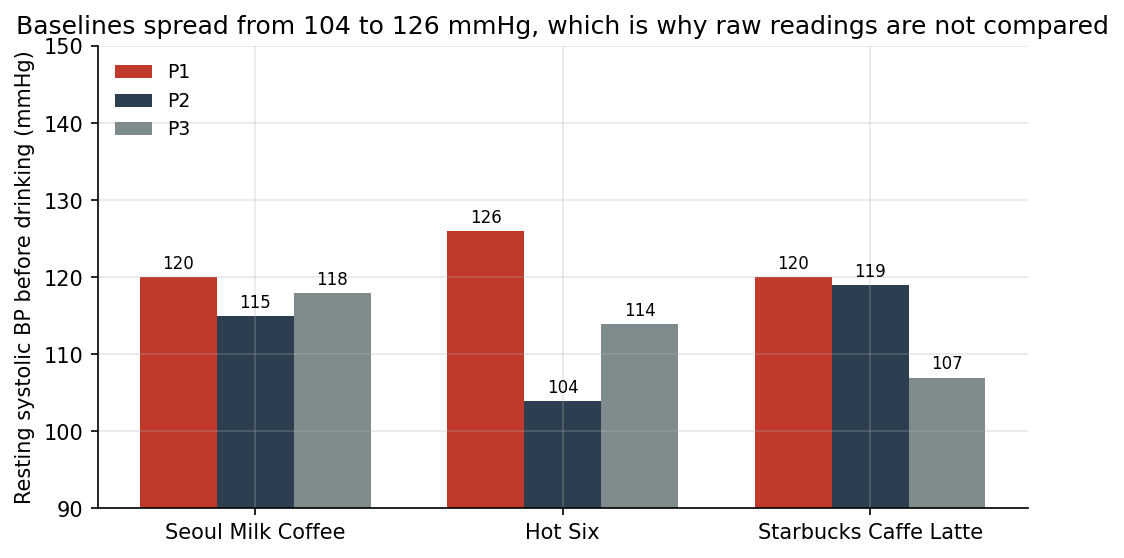 Baselines spread from 104 to 126 mmHg, which is why raw readings are not compared
Resting systolic BP before drinking (mmHg)
150
140
130
120
110
100
90
P1
P2
P3
120
115
118
126
104
114
120
119
107
Seoul Milk Coffee
Hot Six
Starbucks Caffe Latte